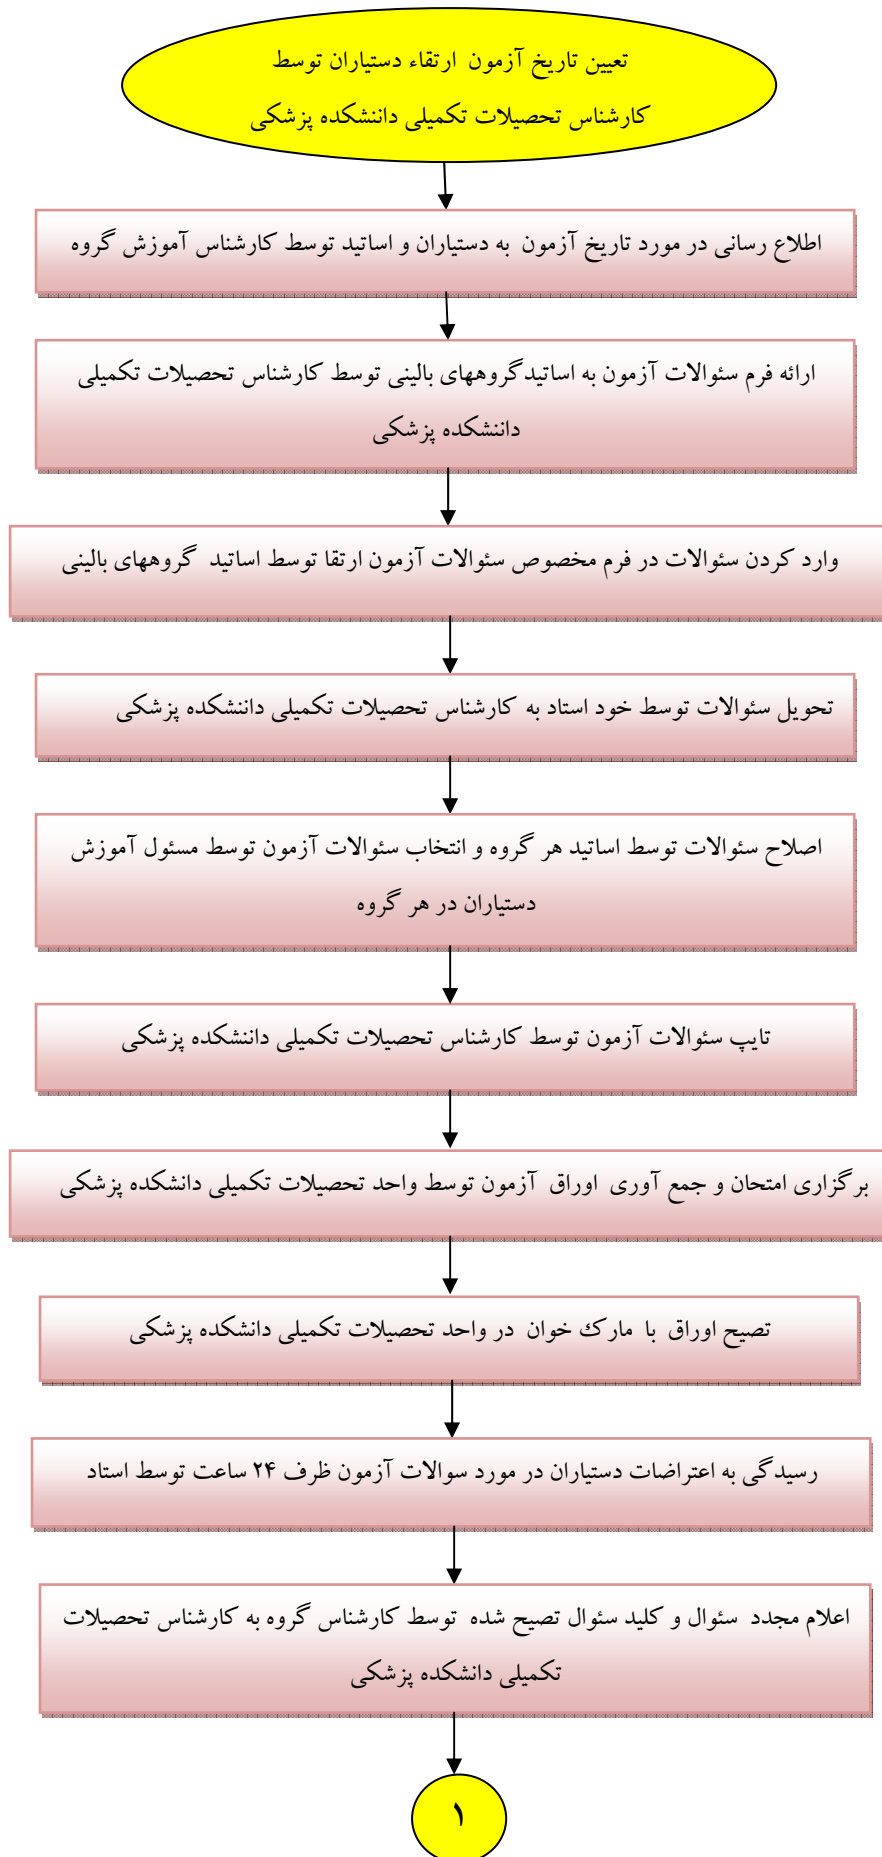 تعیین تاریخ آزمون ارتقاء دستیاران توسط
کارشناس تحصیلات تکمیلی داننشکده پزشکی
اطلاع رسانی در مورد تاریخ آزمون به دستیاران و اساتید توسط کارشناس آموزش گروه
ارائه فرم سئوالات آزمون به اساتیدگروههای بالینی توسط کارشناس تحصیلات تکمیلی
داننشکده پزشکی
وارد کردن سئوالات در فرم مخصوص سئوالات آزمون ارتقا توسط اساتید گروههای بالینی
تحویل سئوالات توسط خود استاد به کارشناس تحصیلات تکمیلی داننشکده پزشکی
اصلاح سئوالات توسط اساتید هر گروه و انتخاب سئوالات آزمون توسط مسئول آموزش
دستیاران در هر گروه
تایپ سئوالات آزمون توسط کارشناس تحصیلات تکمیلی داننشکده پزشکی
برگزاری امتحان و جمع آوری اوراق آزمون توسط واحد تحصیلات تکمیلی دانشکده پزشکی
تصیح اوراق با مارک خوان در واحد تحصیلات تکمیلی دانشکده پزشکی
رسیدگی به اعتراضات دستیاران در مورد سوالات آزمون ظرف ۲۴ ساعت توسط استاد
اعلام مجدد سئوال و کلید سئوال تصیح شده توسط کارشناس گروه به کارشناس تحصیلات
تکمیلی دانشکده پزشکی
۱